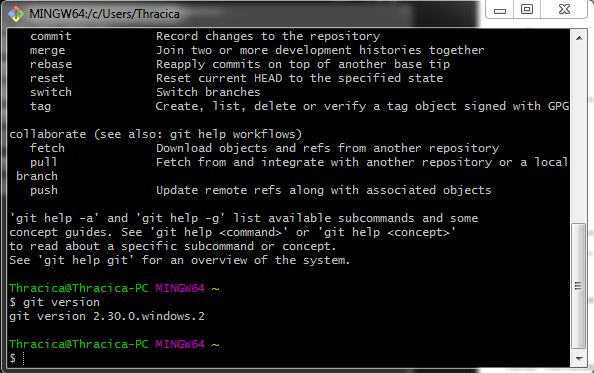 MINGW64:/c/Users/Thracica
commit Record changes to the repository
merge Join two or more development histories together
rebase Reapply commits on top of another base tip
reset Reset current HEAD to the specified state
switch Switch branches
tag Create, list, delete or verify a tag object signed with GPG
collaborate (see also: git help workflows)
fetch Download objects and refs from another repository
pull Fetch from and integrate with another repository or a local
branch
push Update remote refs along with associated objects
'git help -a' and 'git help -g' list available subcommands and some
concept guides. See 'git help <command>' or 'git help <concept>'
to read about a specific subcommand or concept.
See 'git help git' for an overview of the system.
Thracica@Thracica-PC MINGW64 ~
$ git version
git version 2.30.0.windows.2
Thracica@Thracica-PC MINGW64 ~
$